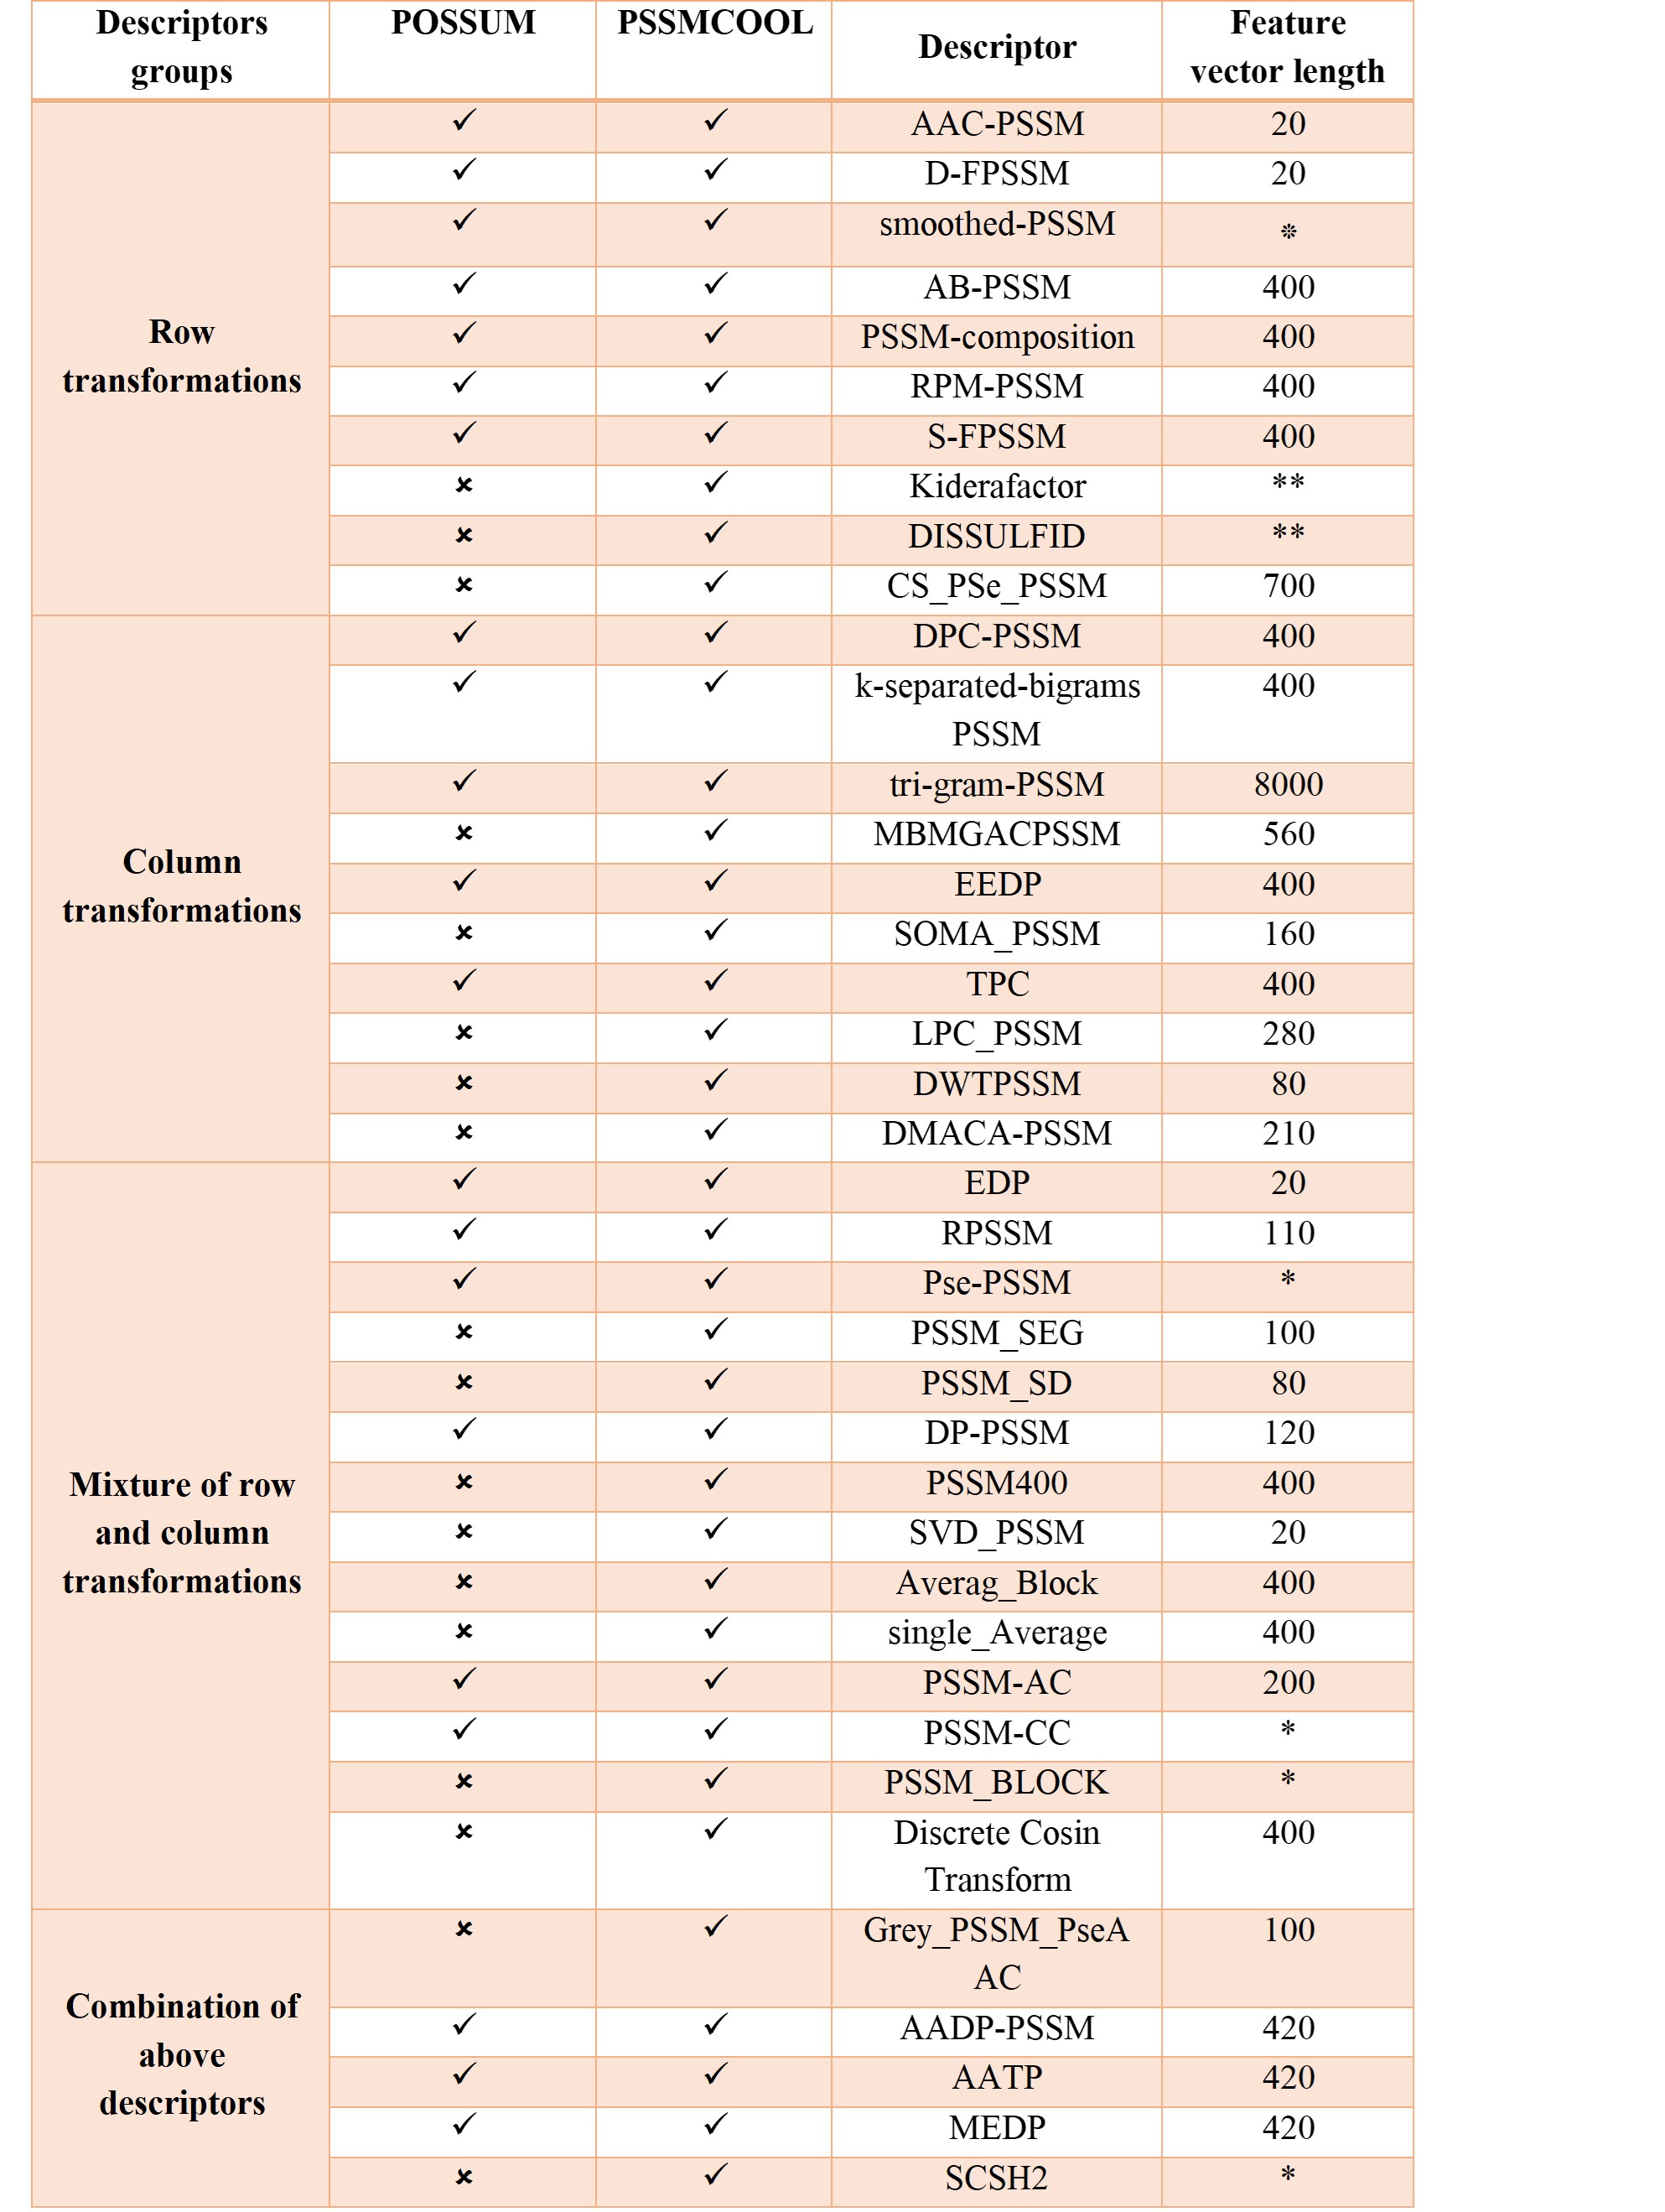 Descriptors groups POSSUM PSSMCOOL Descriptor Feature vector length
Row transformations
✓ ✓ AAC-PSSM 20
✓ ✓ D-FPSSM 20
✓ ✓ smoothed-PSSM *
✓ ✓ AB-PSSM 400
✓ ✓ PSSM-composition 400
✓ ✓ RPM-PSSM 400
✓ ✓ S-FPSSM 400
✗ ✓ Kiderafactor **
✗ ✓ DISSULFID **
✗ ✓ CS_PSe_PSSM 700
Column transformations
✓ ✓ DPC-PSSM 400
✓ ✓ k-separated-bigrams PSSM 400
✓ ✓ tri-gram-PSSM 8000
✗ ✓ MBMGACPSSM 560
✓ ✓ EEDP 400
✗ ✓ SOMA_PSSM 160
✓ ✓ TPC 400
✗ ✓ LPC_PSSM 280
✗ ✓ DWTPSSM 80
✗ ✓ DMACA-PSSM 210
Mixture of row and column transformations
✓ ✓ EDP 20
✓ ✓ RPSSM 110
✓ ✓ Pse-PSSM *
✗ ✓ PSSM_SEG 100
✗ ✓ PSSM_SD 80
✓ ✓ DP-PSSM 120
✗ ✓ PSSM400 400
✗ ✓ SVD_PSSM 20
✗ ✓ Averag_Block 400
✗ ✓ single_Average 400
✓ ✓ PSSM-AC 200
✓ ✓ PSSM-CC *
✗ ✓ PSSM_BLOCK *
✗ ✓ Discrete Cosin Transform 400
Combination of above descriptors
✗ ✓ Grey_PSSM_PseA AC 100
✓ ✓ AADP-PSSM 420
✓ ✓ AATP 420
✓ ✓ MEDP 420
✗ ✓ SCSH2 *